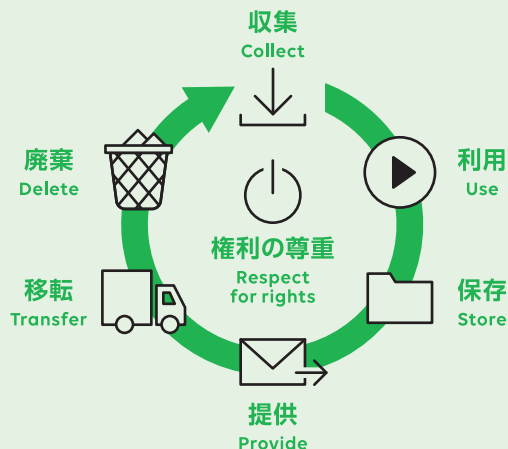 収集
Collect
利用
Use
保存
Store
提供
Provide
移転
Transfer
廃棄
Delete
権利の尊重
Respect
for rights